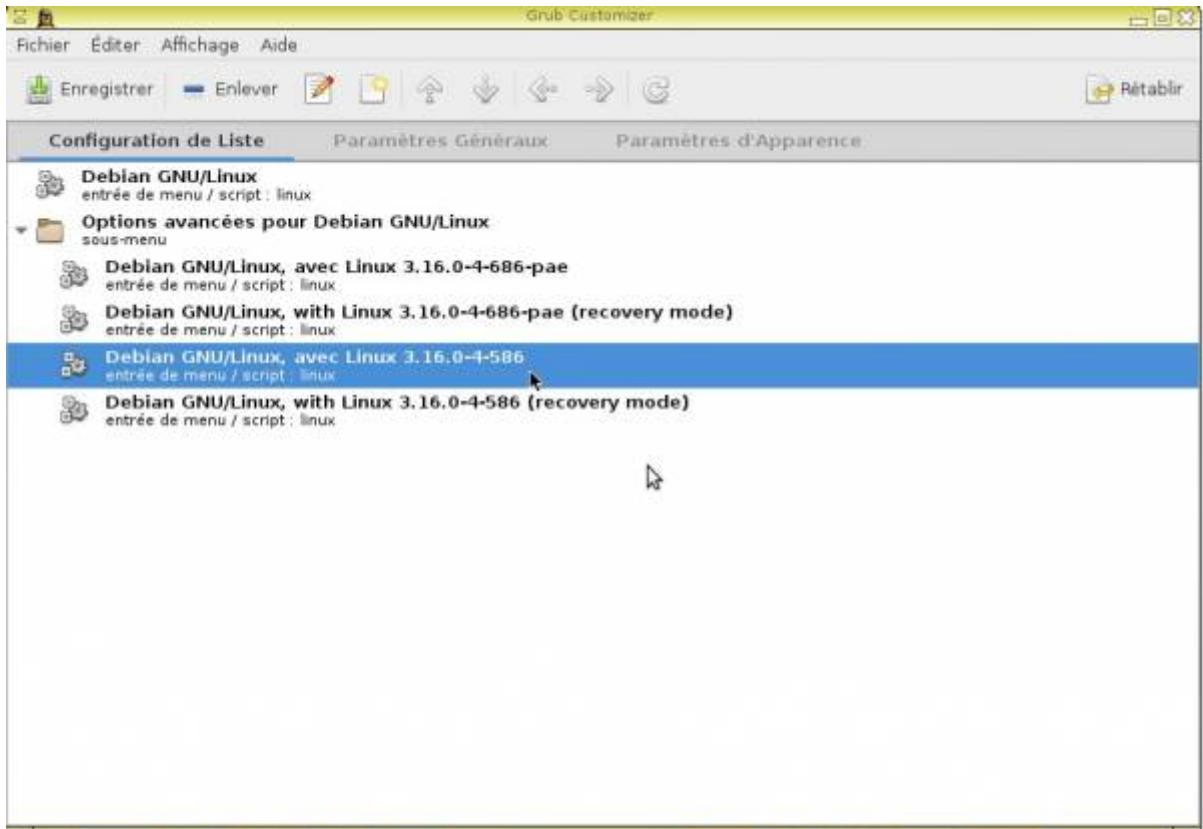 Grub Customizer
Fichier Éditer Affichage Aide
Enregistrer Enlever Rétablir
Configuration de Liste Paramètres Généraux Paramètres d'Apparence
Debian GNU/Linux
entrée de menu / script : linux
Options avancées pour Debian GNU/Linux
sous-menu
Debian GNU/Linux, avec Linux 3.16.0-4-686-pae
entrée de menu / script : linux
Debian GNU/Linux, with Linux 3.16.0-4-686-pae (recovery mode)
entrée de menu / script : linux
Debian GNU/Linux, avec Linux 3.16.0-4-586
entrée de menu / script : linux
Debian GNU/Linux, with Linux 3.16.0-4-586 (recovery mode)
entrée de menu / script : linux